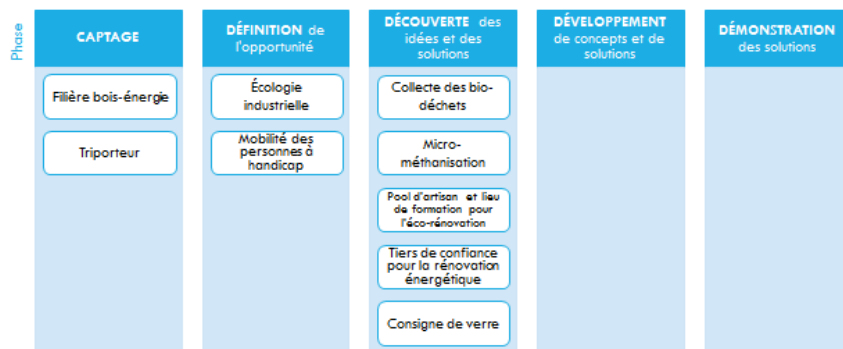 Phase
CAPTAGE
DÉFINITION de
l'opportunité
DÉCOUVERTE des
idées et des
solutions
DÉVELOPPEMENT
de concepts et de
solutions
DÉMONSTRATION
des solutions
Filière bois-énergie
Triporteur
Écologie
industrielle
Mobilité des
personnes à
handicap
Collecte des bio-
déchets
Micro-
méthanisation
Pool d'artisan et lieu
de formation pour
l'éco-rénovation
Tiers de confiance
pour la rénovation
énergétique
Consigne de verre